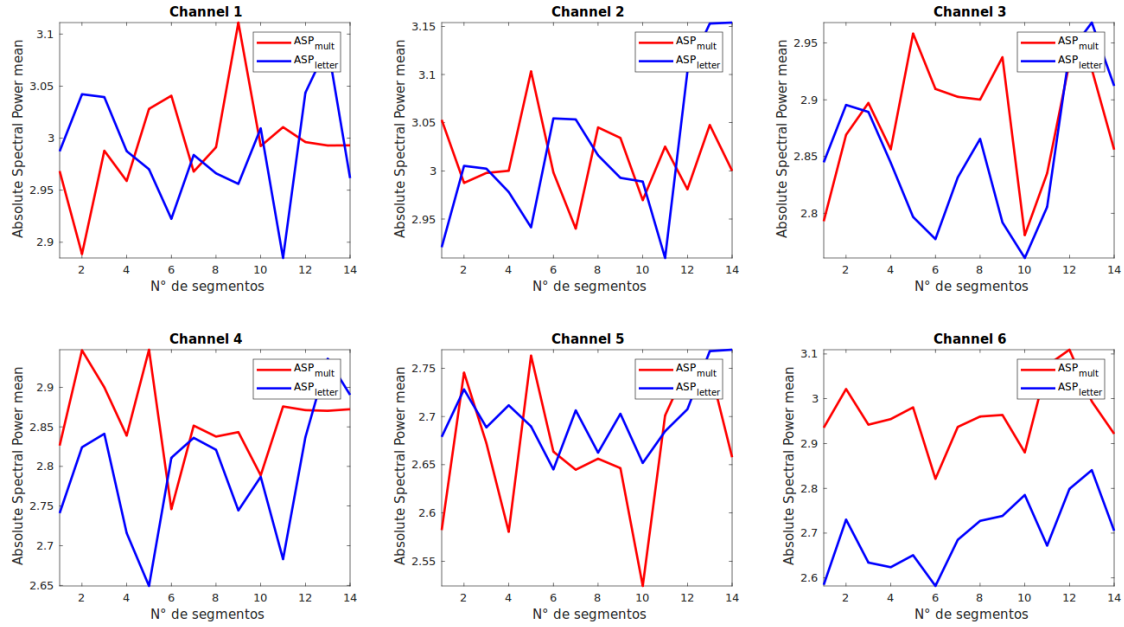 Channel 1
Absolute Spectral Power mean
3.1
3.05
3
2.95
2.9
2 4 6 8 10 12 14
N° de segmentos
ASP_mult
ASP_letter
Channel 2
Absolute Spectral Power mean
3.15
3.1
3.05
3
2.95
2 4 6 8 10 12 14
N° de segmentos
ASP_mult
ASP_letter
Channel 3
Absolute Spectral Power mean
2.95
2.9
2.85
2.8
2 4 6 8 10 12 14
N° de segmentos
ASP_mult
ASP_letter
Channel 4
Absolute Spectral Power mean
2.9
2.85
2.8
2.75
2.7
2.65
2 4 6 8 10 12 14
N° de segmentos
ASP_mult
ASP_letter
Channel 5
Absolute Spectral Power mean
2.75
2.7
2.65
2.6
2.55
2 4 6 8 10 12 14
N° de segmentos
ASP_mult
ASP_letter
Channel 6
Absolute Spectral Power mean
3.1
3
2.9
2.8
2.7
2.6
2 4 6 8 10 12 14
N° de segmentos
ASP_mult
ASP_letter